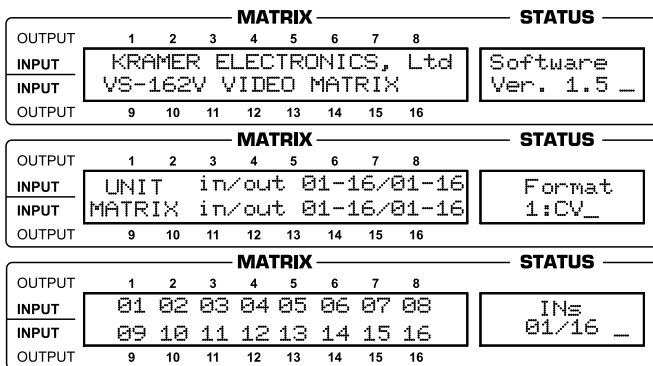 MATRIX STATUS
OUTPUT 1 2 3 4 5 6 7 8
INPUT KRAMER ELECTRONICS, Ltd Software
INPUT VS-162V VIDEO MATRIX Ver. 1.5 _
OUTPUT 9 10 11 12 13 14 15 16
MATRIX STATUS
OUTPUT 1 2 3 4 5 6 7 8
INPUT UNIT in/out 01-16/01-16 Format
INPUT MATRIX in/out 01-16/01-16 1:CV_
OUTPUT 9 10 11 12 13 14 15 16
MATRIX STATUS
OUTPUT 1 2 3 4 5 6 7 8
INPUT 01 02 03 04 05 06 07 08 INs
INPUT 09 10 11 12 13 14 15 16 01/16 _
OUTPUT 9 10 11 12 13 14 15 16